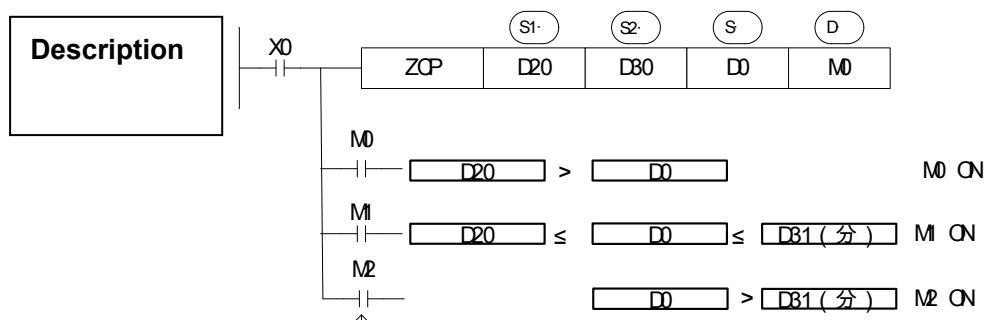 Description
X0
S1· S2· S· D
ZCP D20 D30 D0 M0
M0
D20 > D0 M0 ON
M1
D20 ≤ D0 ≤ D31 ( 分 ) M1 ON
M2
D0 > D31 ( 分 ) M2 ON